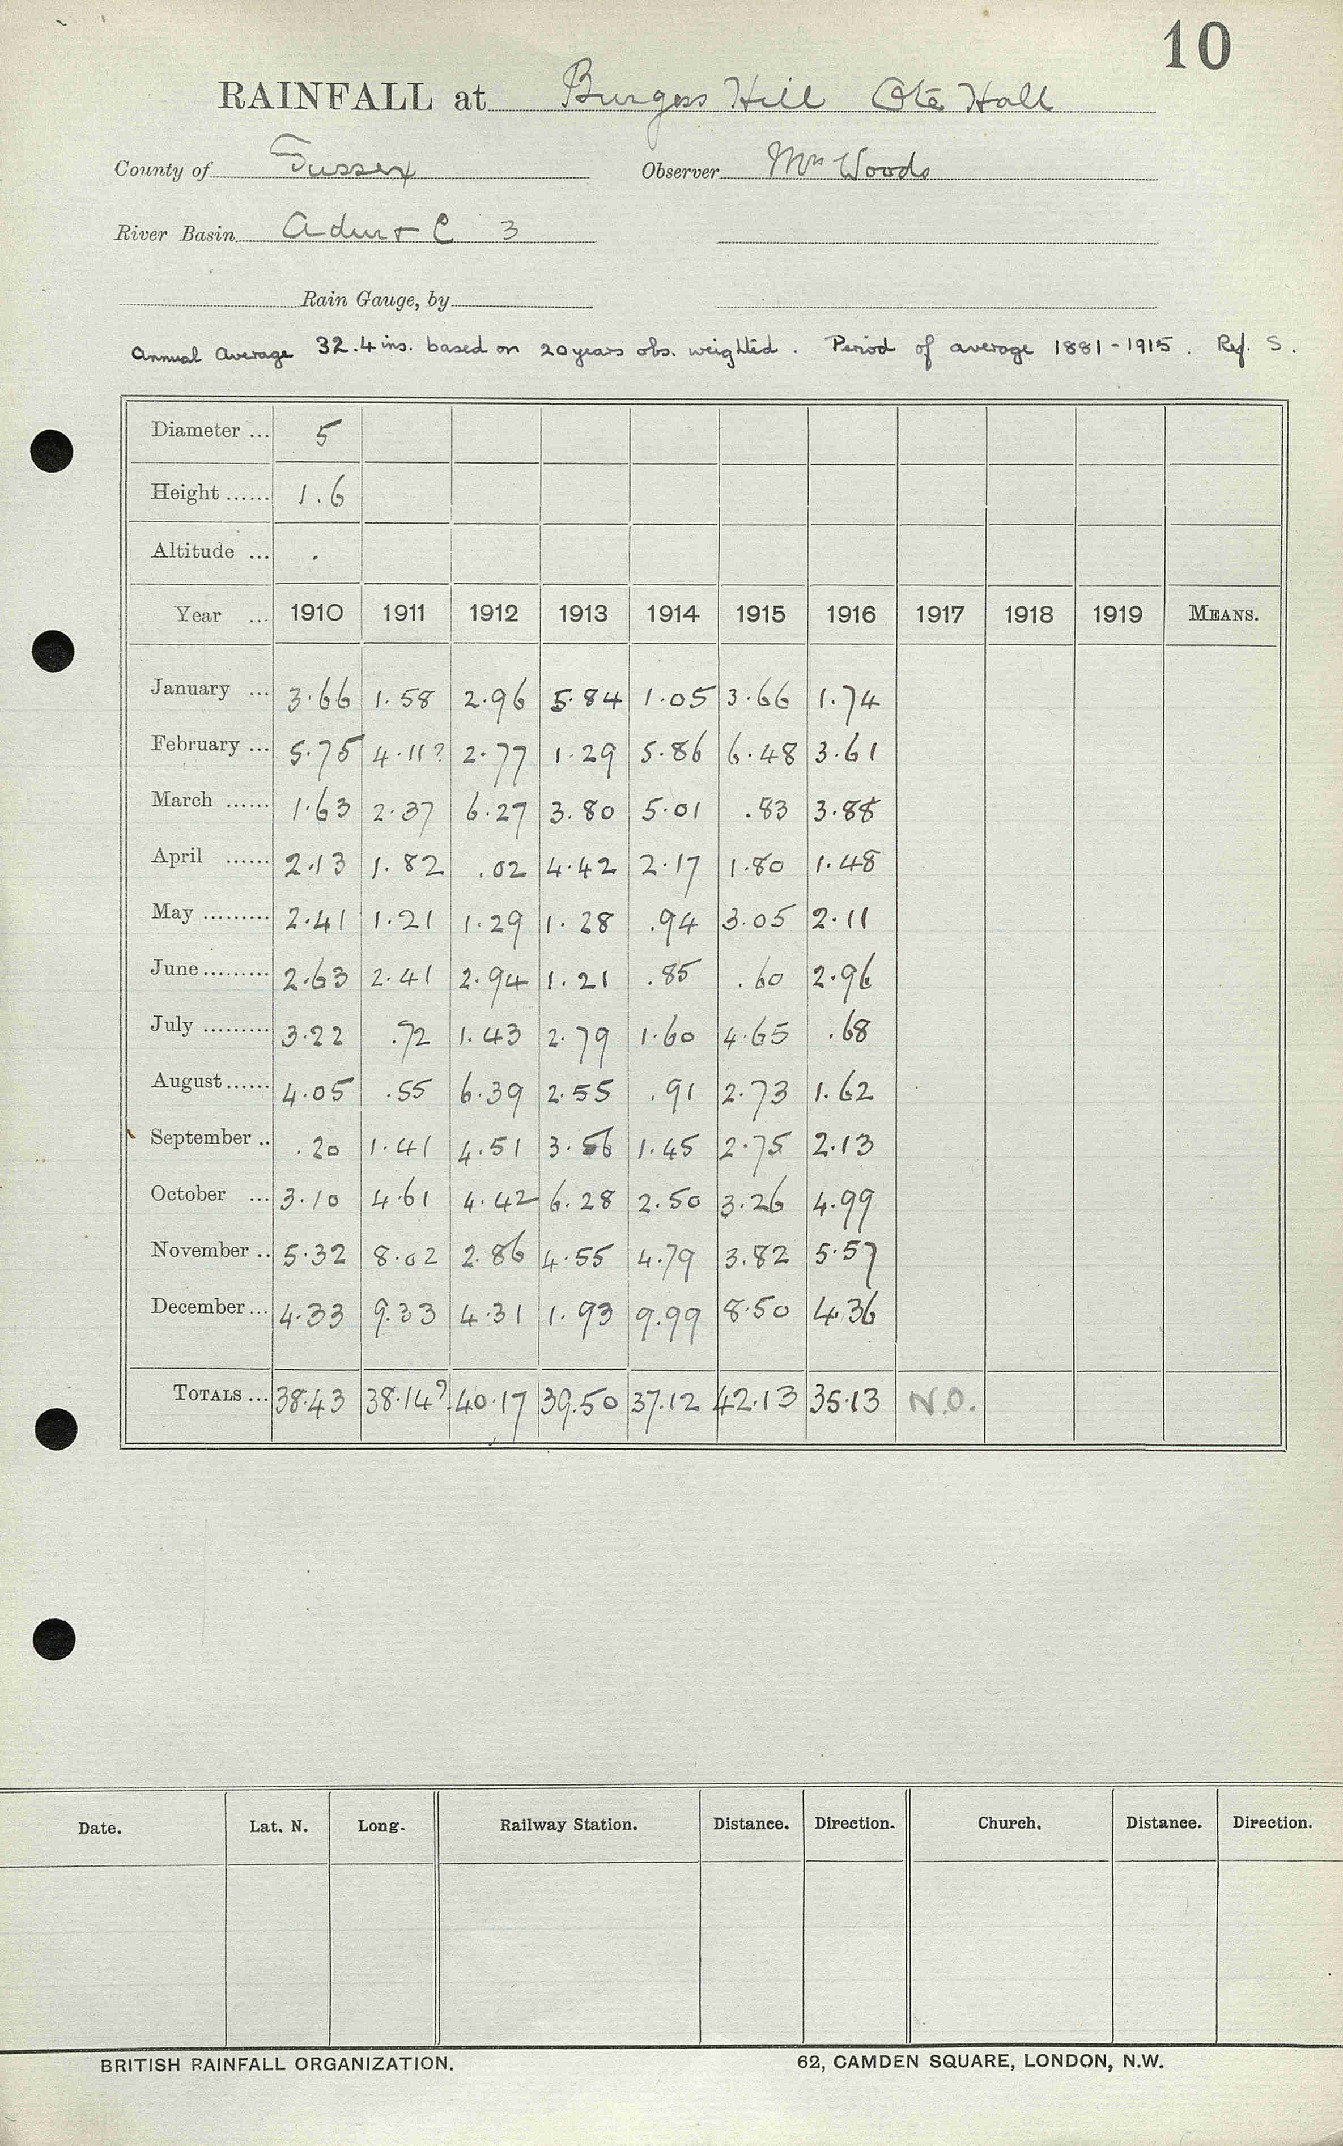 10
RAINFALL at Burgess Hill Ote Hall
County of Sussex Observer Mrs Woods
River Basin Adur &c 3
Rain Gauge, by
Annual Average 32.4 ins. based on 20 years obs. weighted. Period of average 1881-1915. Ref. S.
Diameter ... 5
Height ...... 1.6
Altitude ... .
Year ... 1910 1911 1912 1913 1914 1915 1916 1917 1918 1919 MEANS.
January ... 3.66 1.58 2.96 5.84 1.05 3.66 1.74
February ... 5.75 4.11? 2.77 1.29 5.86 6.48 3.61
March ...... 1.63 2.37 6.27 3.80 5.01 .83 3.88
April ...... 2.13 1.82 .02 4.42 2.17 1.80 1.48
May ......... 2.41 1.21 1.29 1.28 .94 3.05 2.11
June ......... 2.63 2.41 2.94 1.21 .85 .60 2.96
July ......... 3.22 .72 1.43 2.79 1.60 4.65 .68
August ...... 4.05 .55 6.39 2.55 .91 2.73 1.62
September .. .20 1.41 4.51 3.56 1.45 2.75 2.13
October ... 3.10 4.61 4.42 6.28 2.50 3.26 4.99
November .. 5.32 8.02 2.86 4.55 4.79 3.82 5.57
December ... 4.33 9.33 4.31 1.93 9.99 8.50 4.36
TOTALS ... 38.43 38.14? 40.17 39.50 37.12 42.13 35.13 N.O.
Date. Lat. N. Long. Railway Station. Distance. Direction. Church. Distance. Direction.
BRITISH RAINFALL ORGANIZATION. 62, CAMDEN SQUARE, LONDON, N.W.